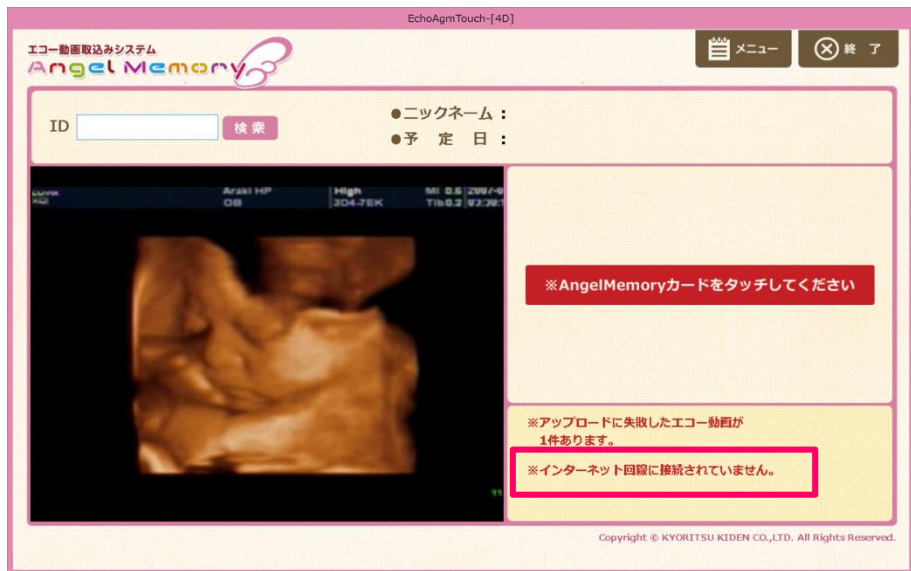 EchoAgmTouch-[4D]
エコー動画取込みシステム
Angel Memory
メニュー
終 了
ID
検 索
●ニックネーム：
●予 定 日：
Araki HP
High
MI 0.6
OB
3D4-7EK
TIb 0.2
※AngelMemoryカードをタッチしてください
※アップロードに失敗したエコー動画が
1件あります。
※インターネット回線に接続されていません。
Copyright © KYORITSU KIDEN CO.,LTD. All Rights Reserved.